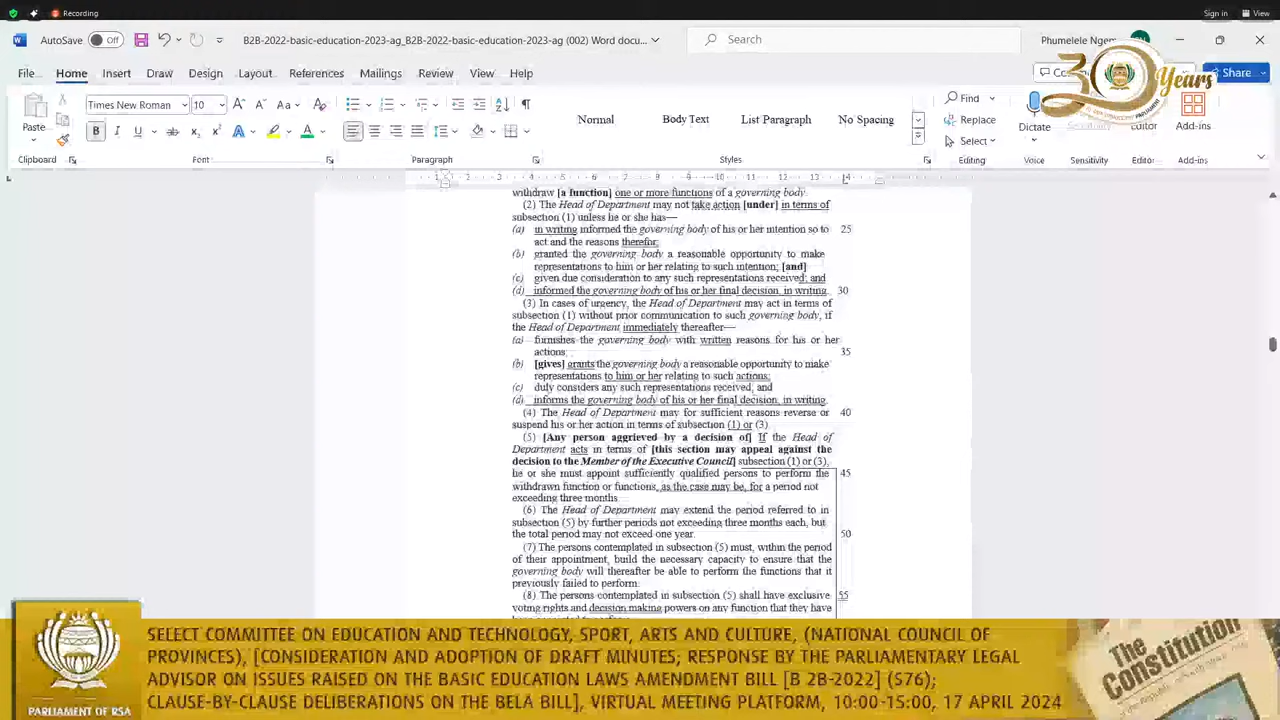 Recording
Sign in
View
AutoSave
Off
B2B-2022-basic-education-2023-ag_B2B-2022-basic-education-2023-ag (002) Word docu...
Search
Phumelele Ngem
File
Home
Insert
Draw
Design
Layout
References
Mailings
Review
View
Help
Share
Paste
Times New Roman
10
Normal
Body Text
List Paragraph
No Spacing
Find
Replace
Select
Dictate
Sensitivity
Editor
Add-ins
30 Years
Clipboard
Font
Paragraph
Styles
Editing
Voice
Sensitivity
Editor
Add-ins
1 2 3 4 5 6 7 8 9 10 11 12 13 14
withdraw [a function] one or more functions of a governing body.
(2) The Head of Department may not take action [under] in terms of
subsection (1) unless he or she has—
(a) in writing informed the governing body of his or her intention so to 25
act and the reasons therefor;
(b) granted the governing body a reasonable opportunity to make
representations to him or her relating to such intention; [and]
(c) given due consideration to any such representations received; and
(d) informed the governing body of his or her final decision, in writing. 30
(3) In cases of urgency, the Head of Department may act in terms of
subsection (1) without prior communication to such governing body, if
the Head of Department immediately thereafter—
(a) furnishes the governing body with written reasons for his or her
actions; 35
(b) [gives] grants the governing body a reasonable opportunity to make
representations to him or her relating to such actions;
(c) duly considers any such representations received; and
(d) informs the governing body of his or her final decision, in writing.
(4) The Head of Department may for sufficient reasons reverse or 40
suspend his or her action in terms of subsection (1) or (3).
(5) [Any person aggrieved by a decision of] If the Head of
Department acts in terms of [this section may appeal against the
decision to the Member of the Executive Council] subsection (1) or (3),
he or she must appoint sufficiently qualified persons to perform the 45
withdrawn function or functions, as the case may be, for a period not
exceeding three months.
(6) The Head of Department may extend the period referred to in
subsection (5) by further periods not exceeding three months each, but
the total period may not exceed one year. 50
(7) The persons contemplated in subsection (5) must, within the period
of their appointment, build the necessary capacity to ensure that the
governing body will thereafter be able to perform the functions that it
previously failed to perform.
(8) The persons contemplated in subsection (5) shall have exclusive 55
voting rights and decision making powers on any function that they have
SELECT COMMITTEE ON EDUCATION AND TECHNOLOGY, SPORT, ARTS AND CULTURE, (NATIONAL COUNCIL OF
PROVINCES), [CONSIDERATION AND ADOPTION OF DRAFT MINUTES; RESPONSE BY THE PARLIAMENTARY LEGAL
ADVISOR ON ISSUES RAISED ON THE BASIC EDUCATION LAWS AMENDMENT BILL [B 2B-2022] (S76);
CLAUSE-BY-CLAUSE DELIBERATIONS ON THE BELA BILL], VIRTUAL MEETING PLATFORM, 10:00-15:00, 17 APRIL 2024
PARLIAMENT OF RSA
The
Constitution